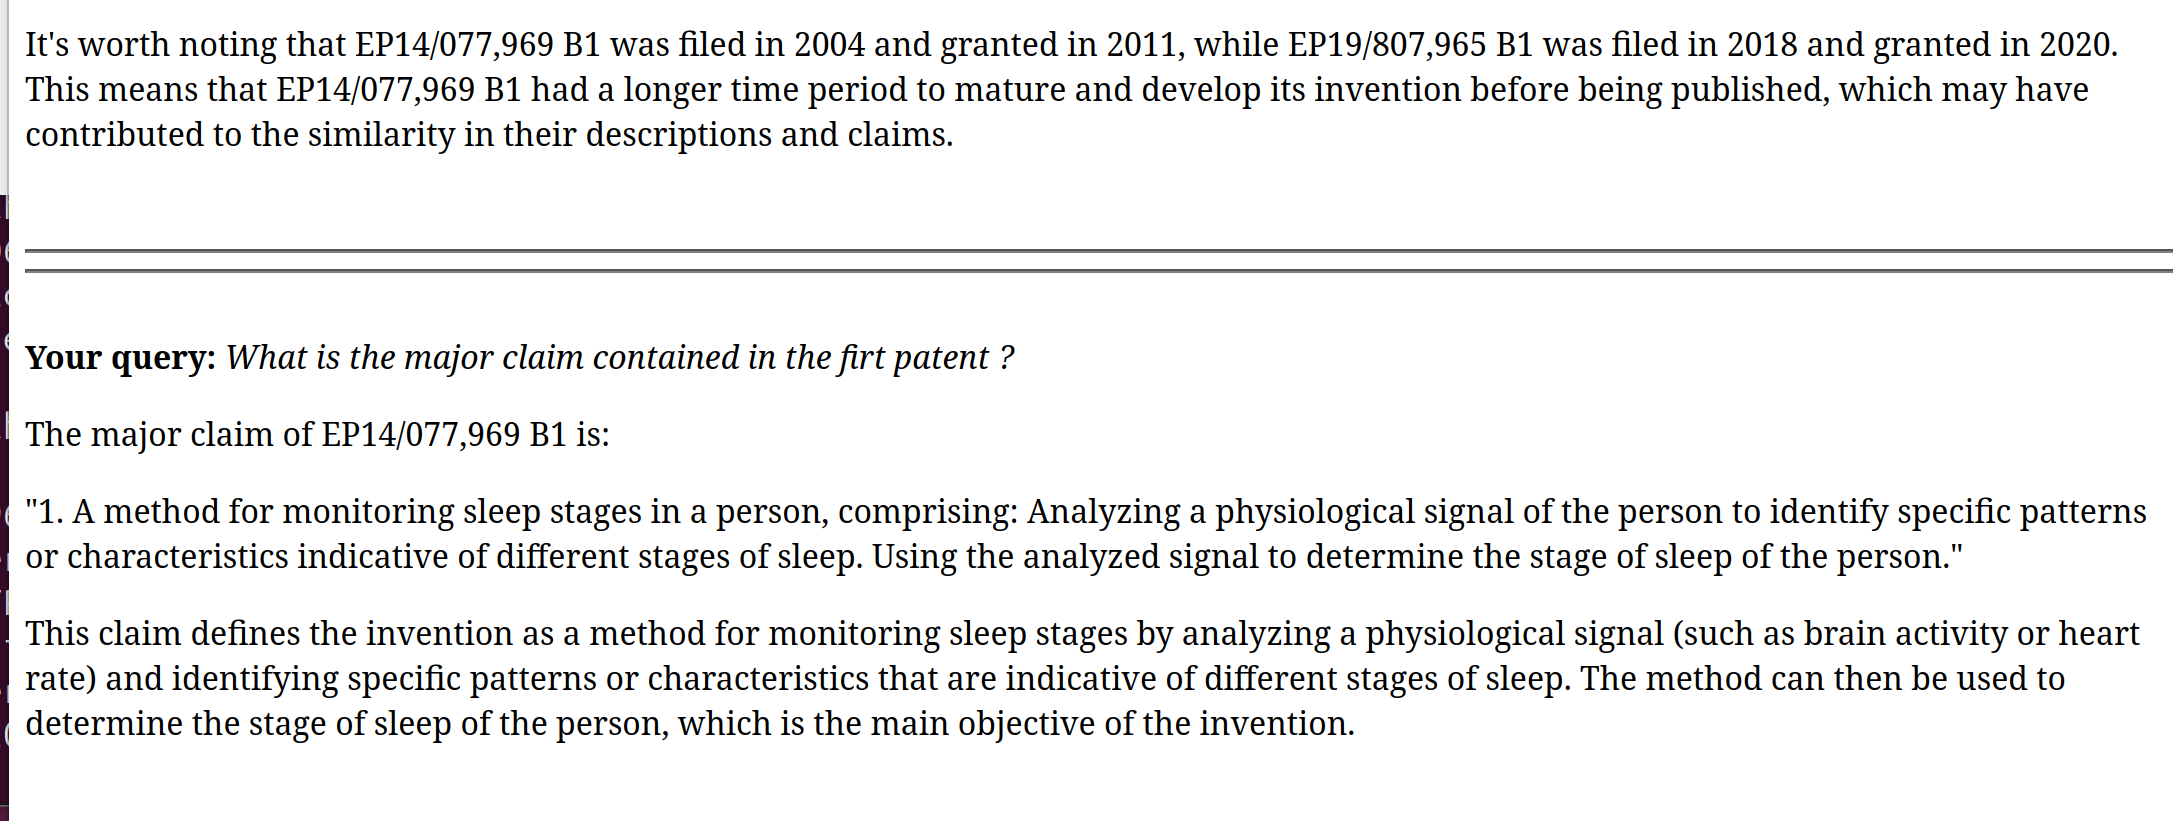 It's worth noting that EP14/077,969 B1 was filed in 2004 and granted in 2011, while EP19/807,965 B1 was filed in 2018 and granted in 2020.
This means that EP14/077,969 B1 had a longer time period to mature and develop its invention before being published, which may have
contributed to the similarity in their descriptions and claims.
Your query: What is the major claim contained in the firt patent ?
The major claim of EP14/077,969 B1 is:
"1. A method for monitoring sleep stages in a person, comprising: Analyzing a physiological signal of the person to identify specific patterns
or characteristics indicative of different stages of sleep. Using the analyzed signal to determine the stage of sleep of the person."
This claim defines the invention as a method for monitoring sleep stages by analyzing a physiological signal (such as brain activity or heart
rate) and identifying specific patterns or characteristics that are indicative of different stages of sleep. The method can then be used to
determine the stage of sleep of the person, which is the main objective of the invention.